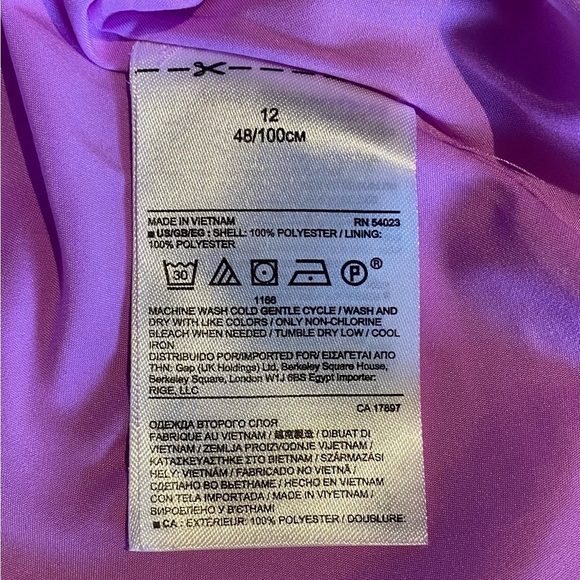 12
48/100CM
MADE IN VIETNAM RN 54023
■ US/GB/EG : SHELL: 100% POLYESTER / LINING:
100% POLYESTER
30 P ®
1166
MACHINE WASH COLD GENTLE CYCLE / WASH AND
DRY WITH LIKE COLORS / ONLY NON-CHLORINE
BLEACH WHEN NEEDED / TUMBLE DRY LOW / COOL
IRON
DISTRIBUIDO POR/IMPORTED FOR/ ΕΙΣΑΓΕΤΑΙ ΑΠΟ
ΤΗΝ: Gap (UK Holdings) Ltd, Berkeley Square House,
Berkeley Square, London W1J 6BS Egypt Importer:
RIGE, LLC
CA 17897
ОДЕЖДА ВТОРОГО СЛОЯ
FABRIQUE AU VIETNAM / 越南製造 / DIBUAT DI
VIETNAM / ZEMLJA PROIZVODNJE VIJETNAM /
ΚΑΤΑΣΚΕΥΑΣΤΗΚΕ ΣΤΟ ΒΙΕΤΝΑΜ / SZÁRMAZÁSI
HELY: VIETNÁM / FABRICADO NO VIETNÃ /
СДЕЛАНО ВО ВЬЕТНАМЕ / HECHO EN VIETNAM
CON TELA IMPORTADA / MADE IN VIYETNAM /
ВИРОБЛЕНО У В'ЄТНАМІ
■ CA : EXTÉRIEUR: 100% POLYESTER / DOUSLURE: